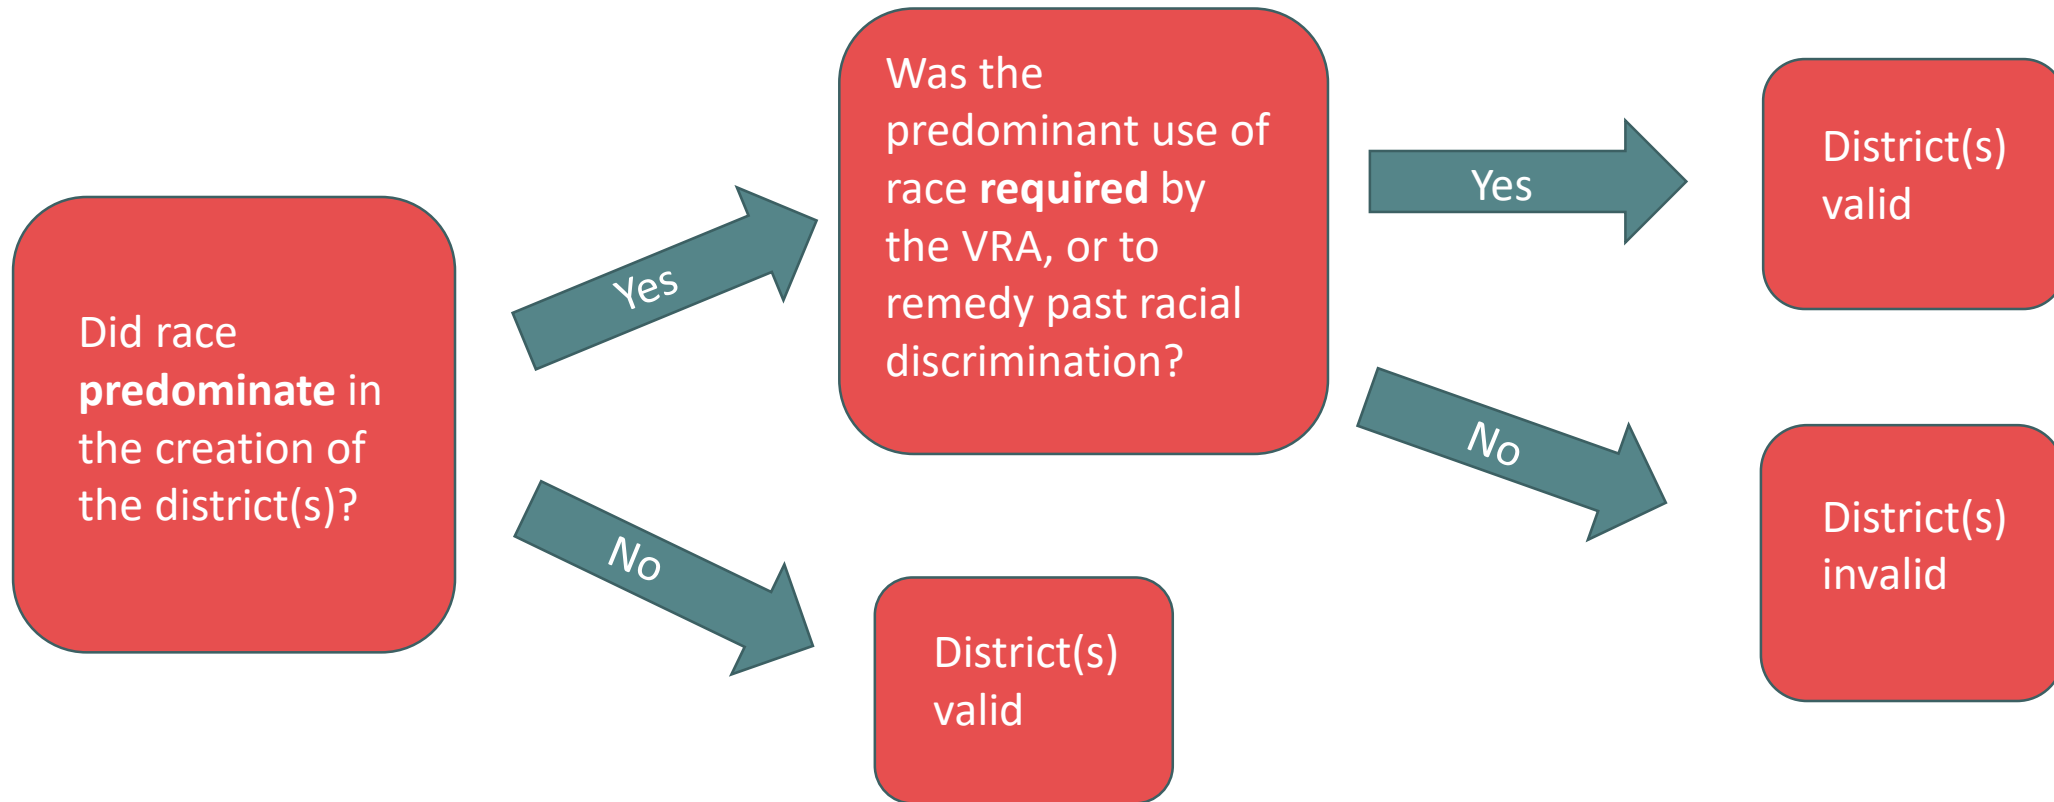 Did race
predominate in
the creation of
the district(s)?
Yes
No
Was the
predominant use of
race required by
the VRA, or to
remedy past racial
discrimination?
District(s)
valid
Yes
No
District(s)
valid
District(s)
invalid